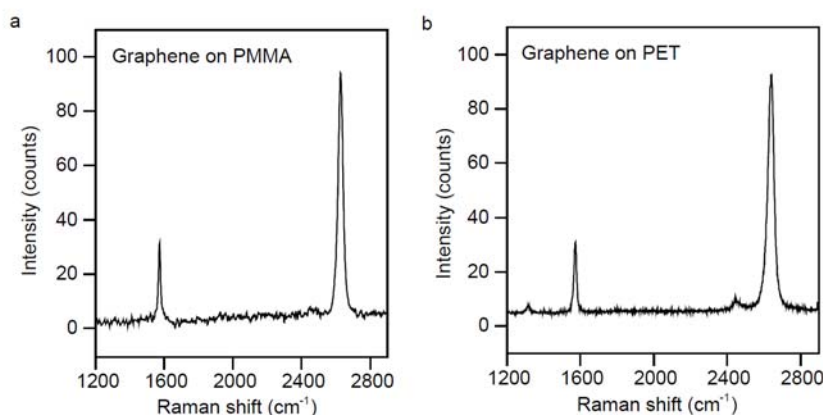 a
Graphene on PMMA
100
80
60
40
20
0
Intensity (counts)
1200 1600 2000 2400 2800
Raman shift (cm⁻¹)
b
Graphene on PET
100
80
60
40
20
0
Intensity (counts)
1200 1600 2000 2400 2800
Raman shift (cm⁻¹)